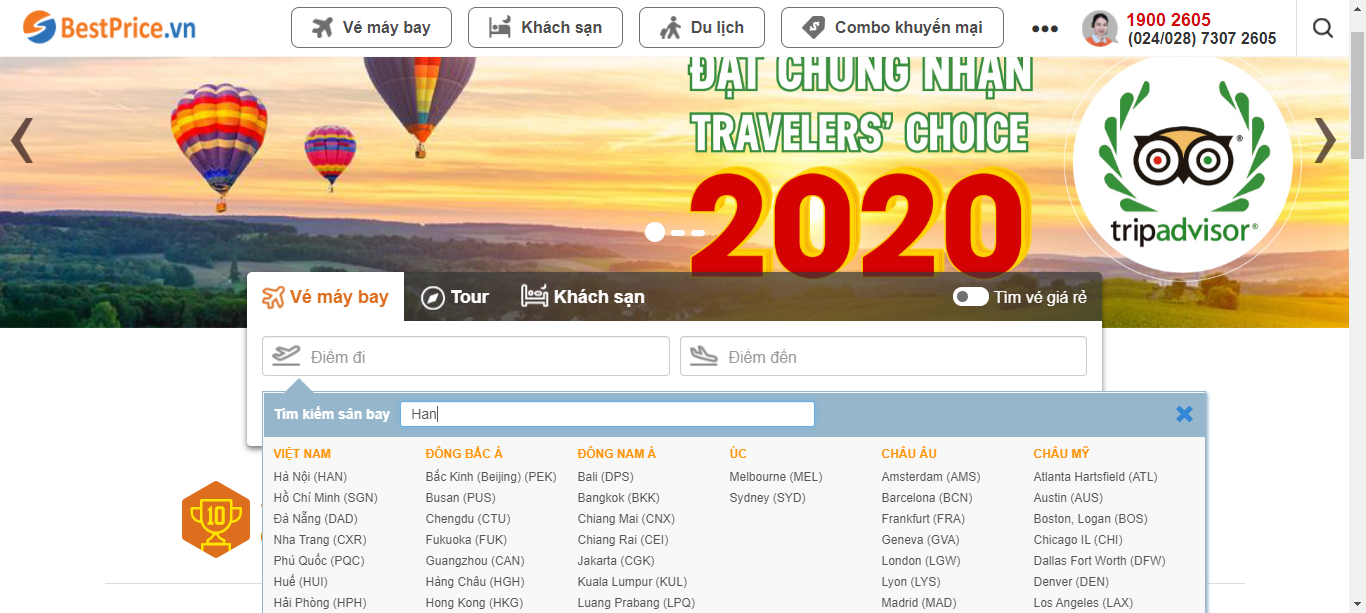 BestPrice.vn
Vé máy bay
Khách sạn
Du lịch
Combo khuyến mại
•••
1900 2605
(024/028) 7307 2605
ĐẠT CHỨNG NHẬN
TRAVELERS’ CHOICE
2020
tripadvisor®
Vé máy bay
Tour
Khách sạn
Tìm vé giá rẻ
Điểm đi
Điểm đến
Tìm kiếm sân bay
Han
VIỆT NAM
Hà Nội (HAN)
Hồ Chí Minh (SGN)
Đà Nẵng (DAD)
Nha Trang (CXR)
Phú Quốc (PQC)
Huế (HUI)
Hải Phòng (HPH)
ĐÔNG BẮC Á
Bắc Kinh (Beijing) (PEK)
Busan (PUS)
Chengdu (CTU)
Fukuoka (FUK)
Guangzhou (CAN)
Hàng Châu (HGH)
Hong Kong (HKG)
ĐÔNG NAM Á
Bali (DPS)
Bangkok (BKK)
Chiang Mai (CNX)
Chiang Rai (CEI)
Jakarta (CGK)
Kuala Lumpur (KUL)
Luang Prabang (LPQ)
ÚC
Melbourne (MEL)
Sydney (SYD)
CHÂU ÂU
Amsterdam (AMS)
Barcelona (BCN)
Frankfurt (FRA)
Geneva (GVA)
London (LGW)
Lyon (LYS)
Madrid (MAD)
CHÂU MỸ
Atlanta Hartsfield (ATL)
Austin (AUS)
Boston, Logan (BOS)
Chicago IL (CHI)
Dallas Fort Worth (DFW)
Denver (DEN)
Los Angeles (LAX)
10